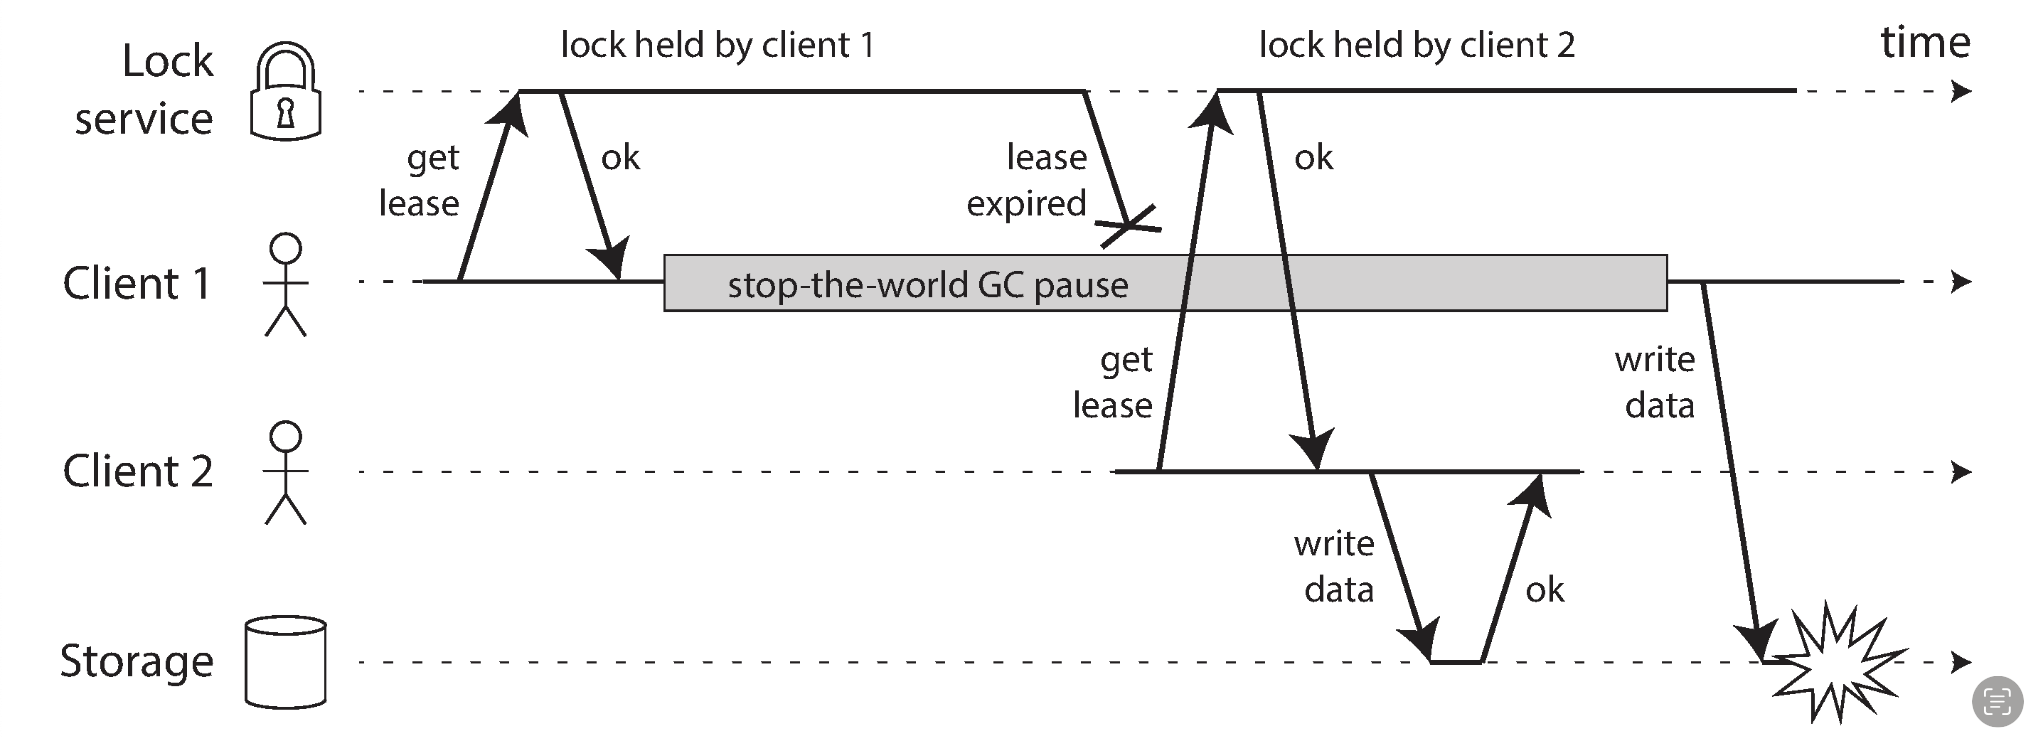 lock held by client 1
lock held by client 2
time
Lock
service
get
lease
ok
lease
expired
ok
Client 1
stop-the-world GC pause
get
lease
write
data
Client 2
write
data
ok
Storage